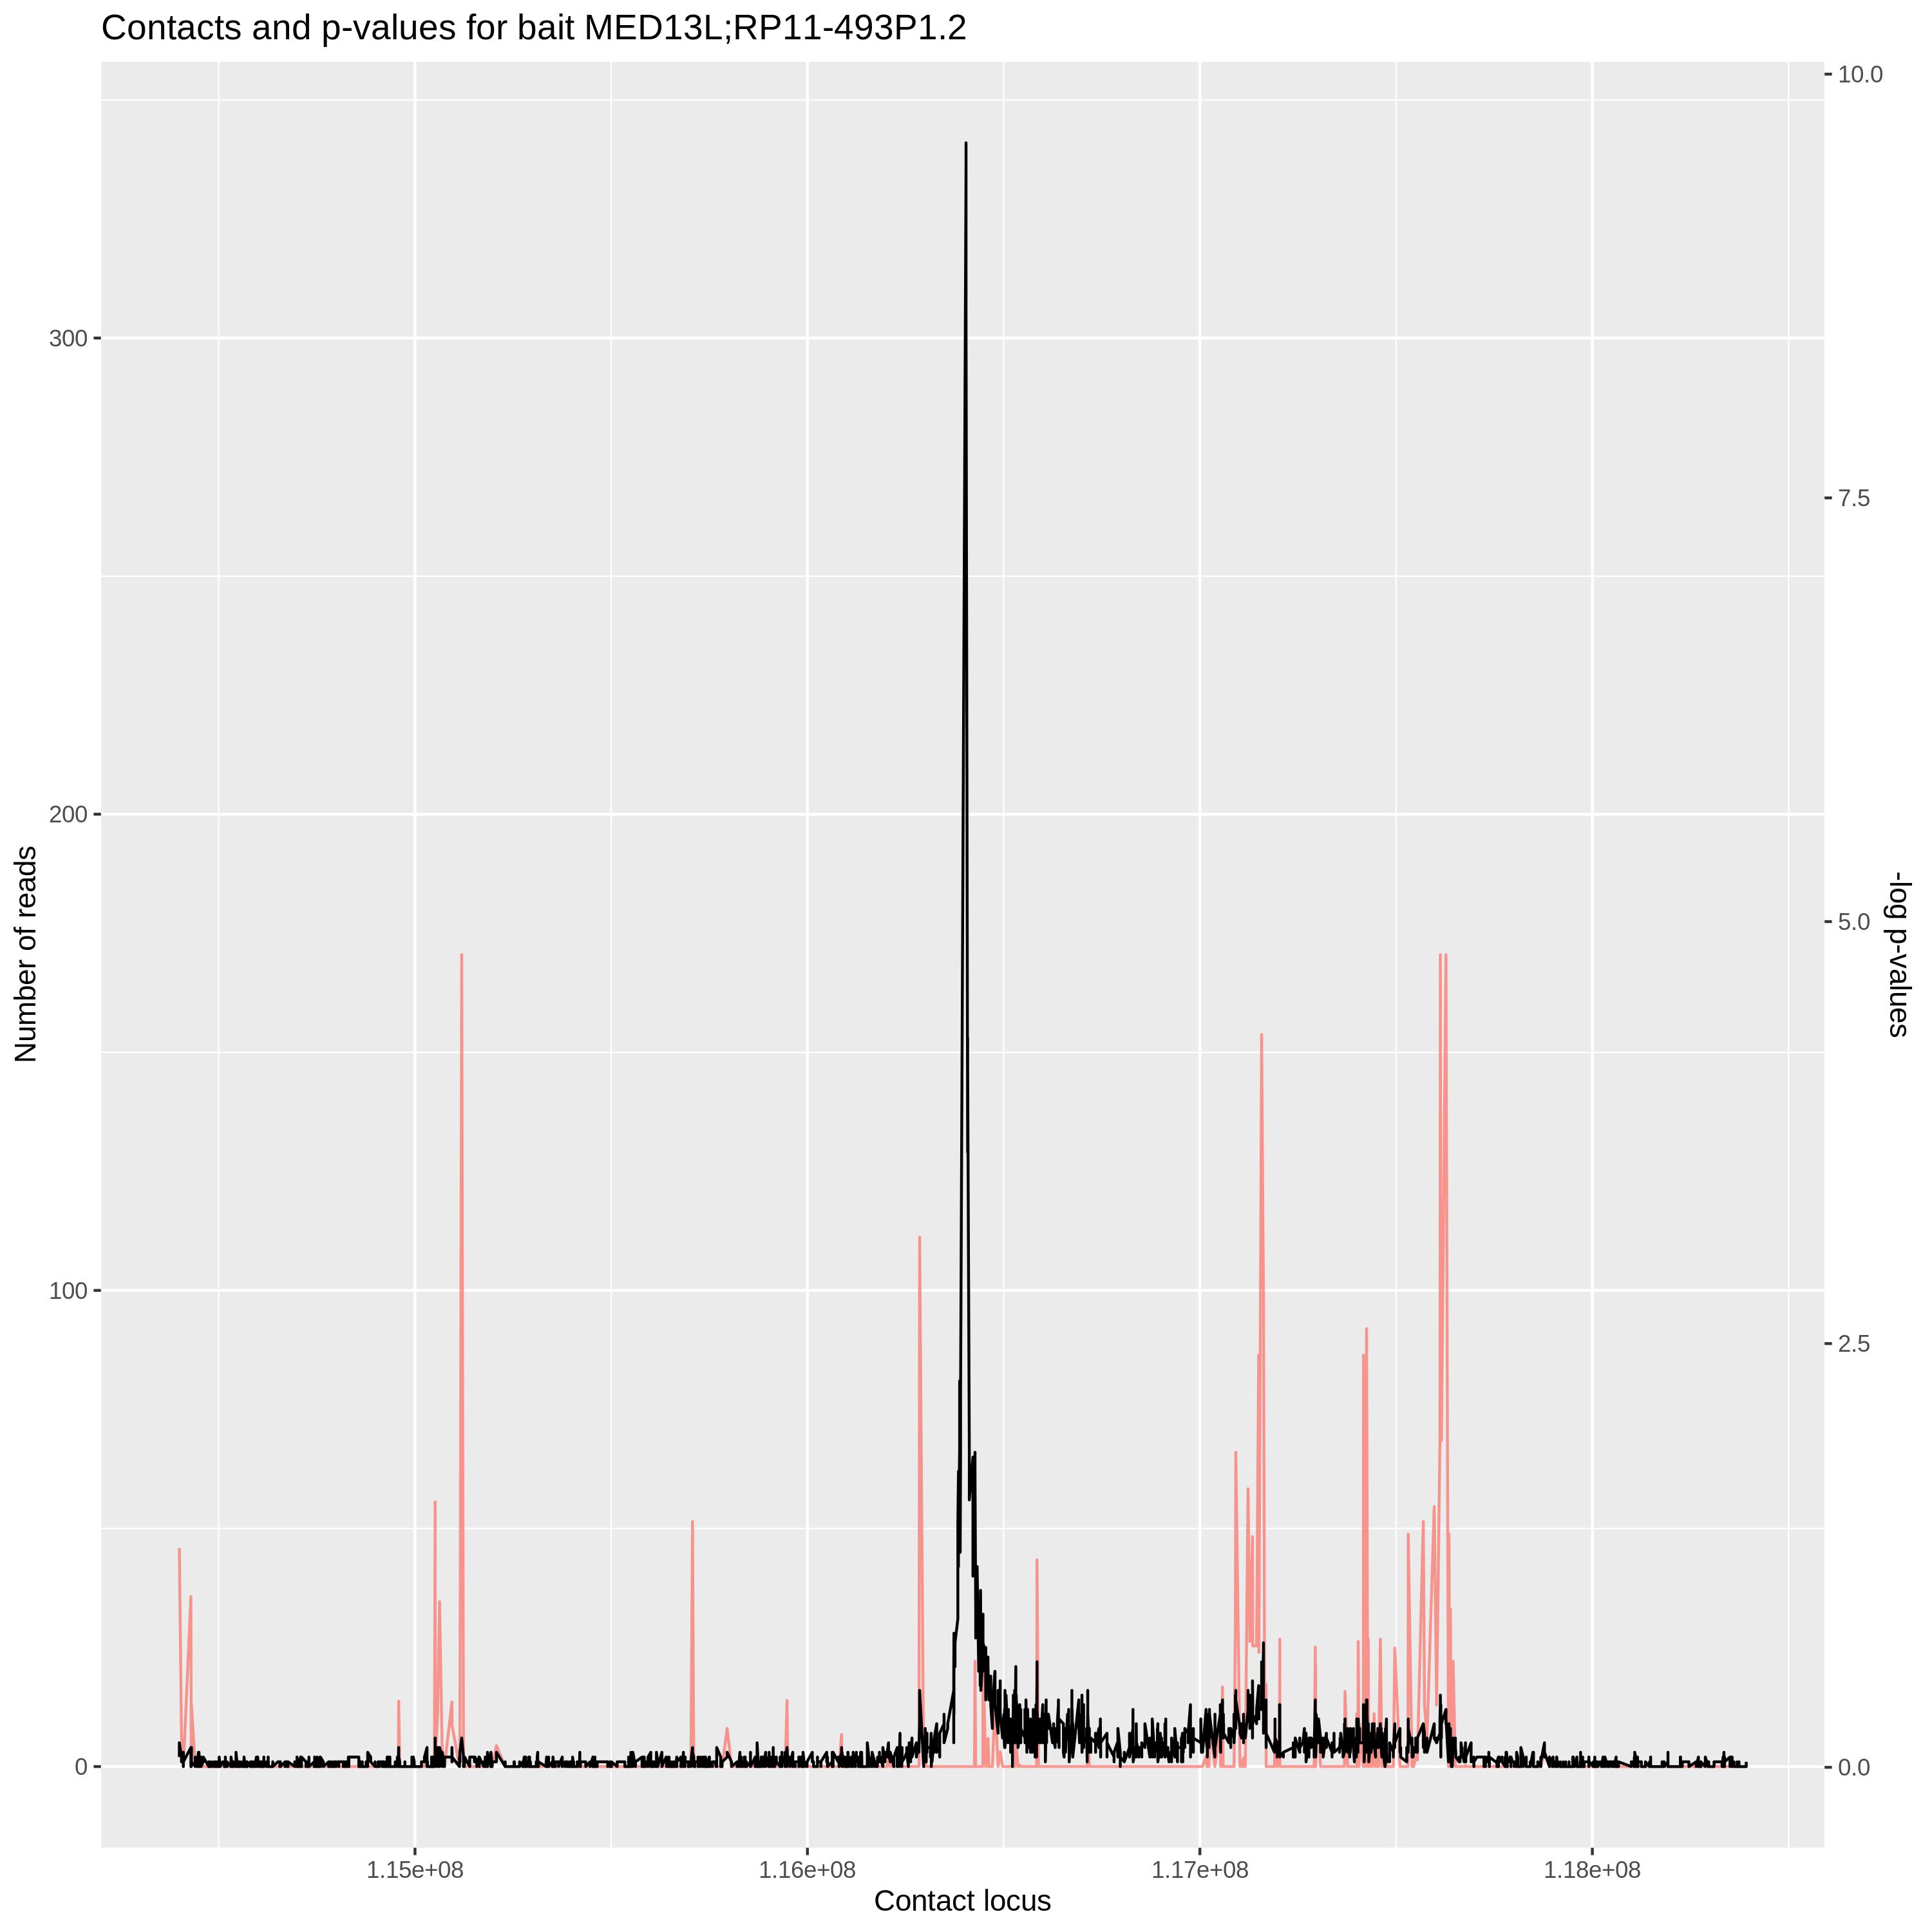 Contacts and p-values for bait MED13L;RP11-493P1.2
10.0
7.5
5.0
2.5
0.0
-log p-values
300
200
100
0
Number of reads
1.15e+08
1.16e+08
1.17e+08
1.18e+08
Contact locus